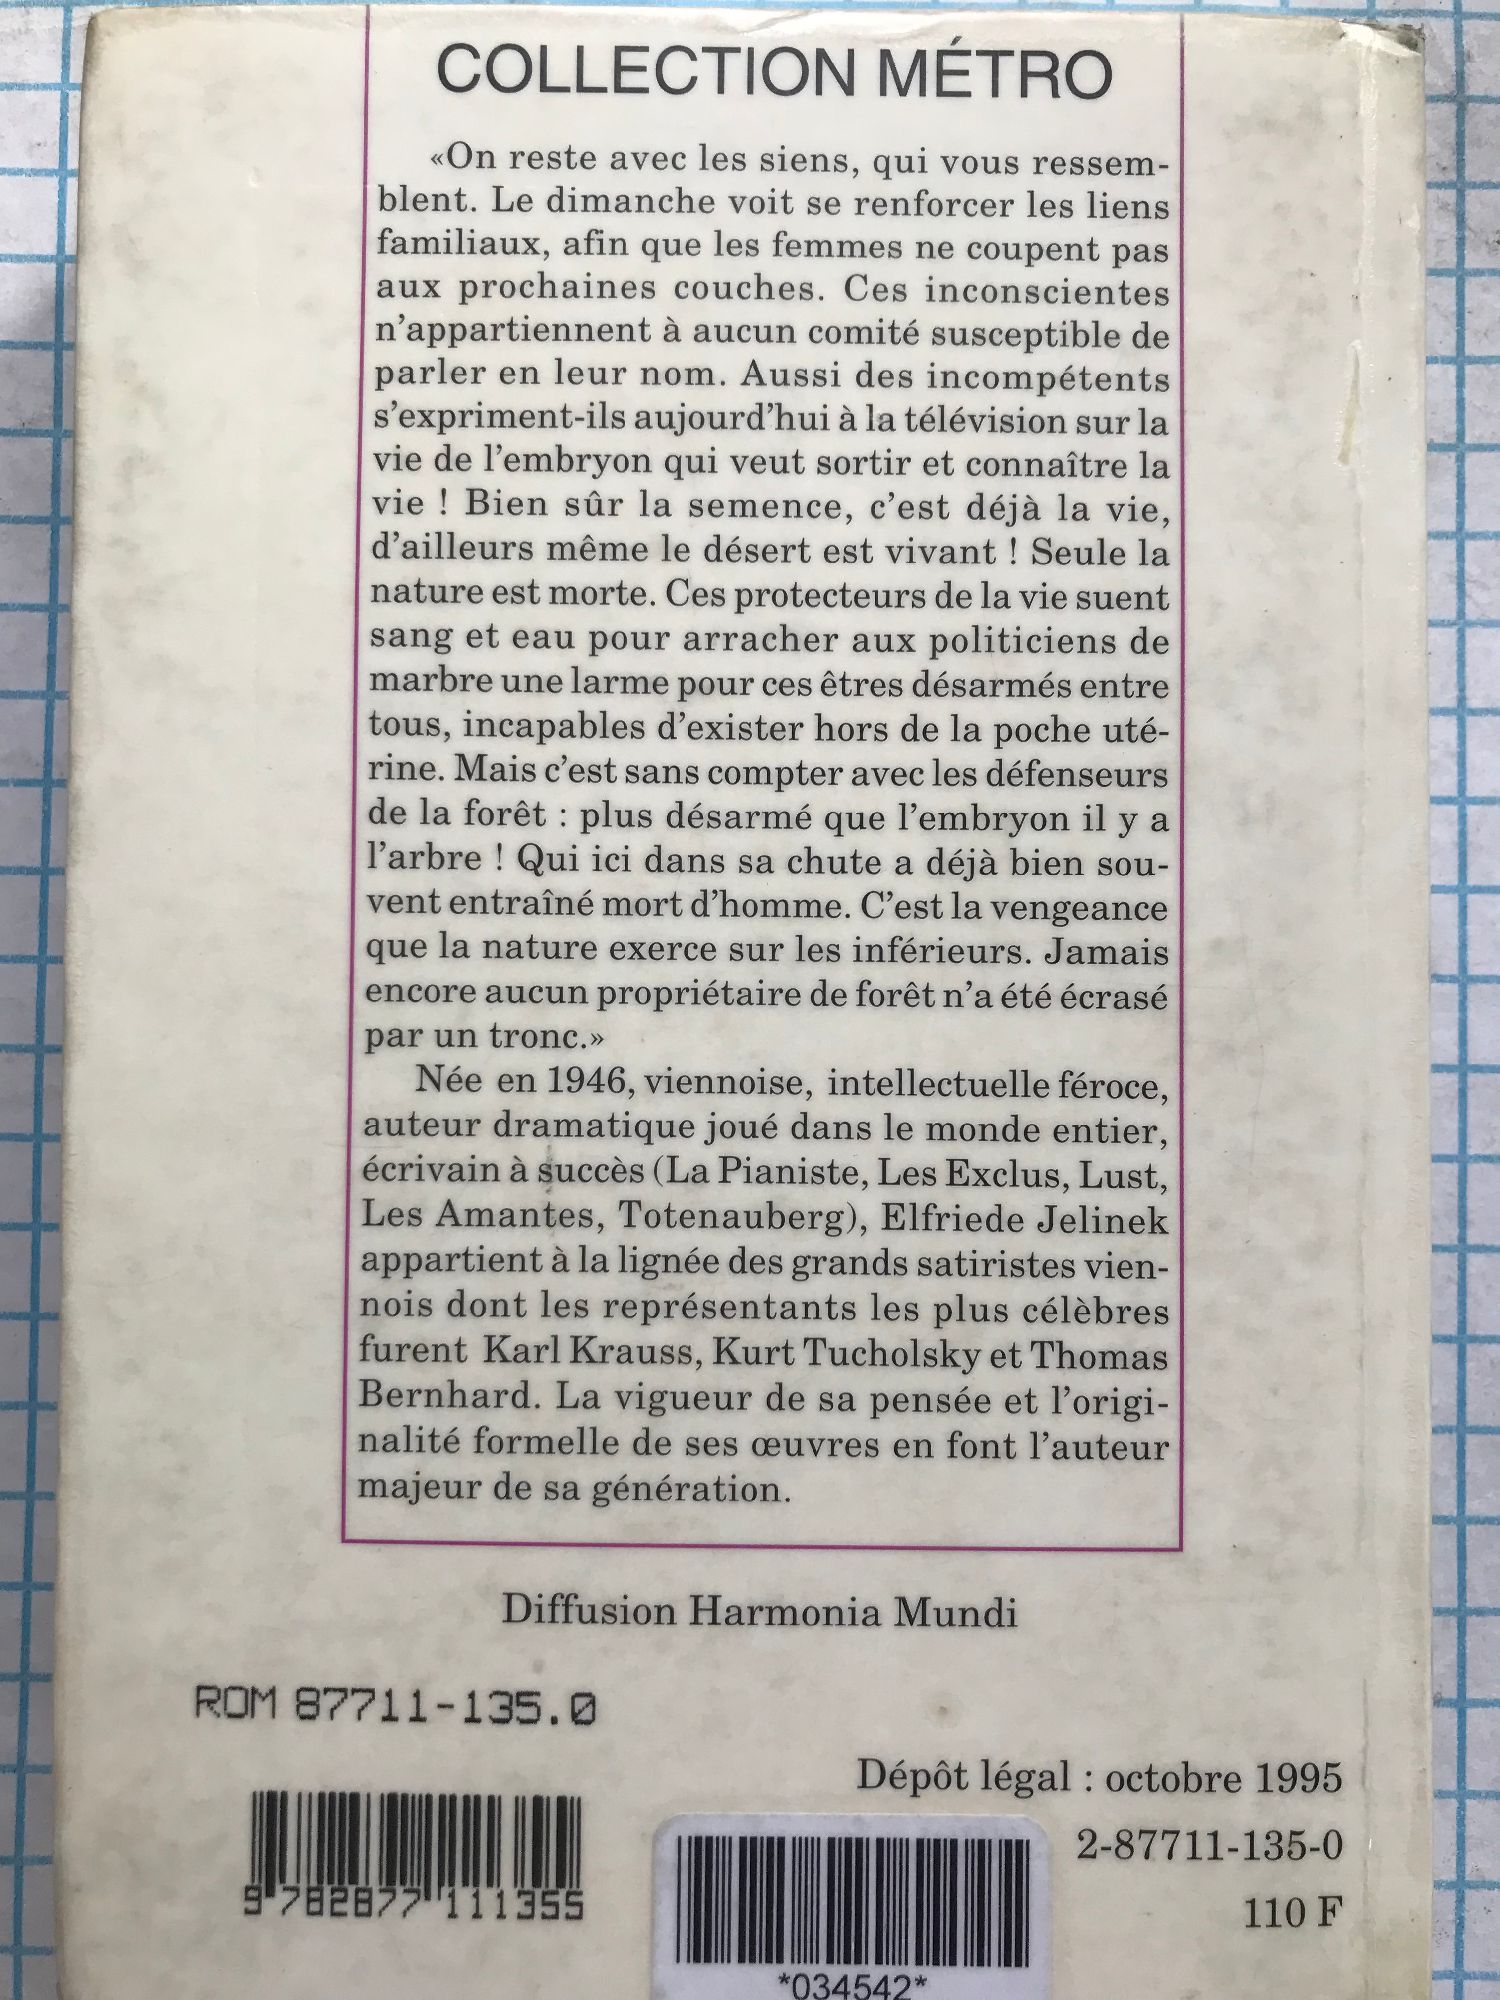 COLLECTION MÉTRO
«On reste avec les siens, qui vous ressem-
blent. Le dimanche voit se renforcer les liens
familiaux, afin que les femmes ne coupent pas
aux prochaines couches. Ces inconscientes
n'appartiennent à aucun comité susceptible de
parler en leur nom. Aussi des incompétents
s'expriment-ils aujourd'hui à la télévision sur la
vie de l'embryon qui veut sortir et connaître la
vie ! Bien sûr la semence, c'est déjà la vie,
d'ailleurs même le désert est vivant ! Seule la
nature est morte. Ces protecteurs de la vie suent
sang et eau pour arracher aux politiciens de
marbre une larme pour ces êtres désarmés entre
tous, incapables d'exister hors de la poche uté-
rine. Mais c'est sans compter avec les défenseurs
de la forêt : plus désarmé que l'embryon il y a
l'arbre ! Qui ici dans sa chute a déjà bien sou-
vent entraîné mort d'homme. C'est la vengeance
que la nature exerce sur les inférieurs. Jamais
encore aucun propriétaire de forêt n'a été écrasé
par un tronc.»
Née en 1946, viennoise, intellectuelle féroce,
auteur dramatique joué dans le monde entier,
écrivain à succès (La Pianiste, Les Exclus, Lust,
Les Amantes, Totenauberg), Elfriede Jelinek
appartient à la lignée des grands satiristes vien-
nois dont les représentants les plus célèbres
furent Karl Krauss, Kurt Tucholsky et Thomas
Bernhard. La vigueur de sa pensée et l'origi-
nalité formelle de ses œuvres en font l'auteur
majeur de sa génération.
Diffusion Harmonia Mundi
ROM 87711-135.0
Dépôt légal : octobre 1995
2-87711-135-0
110 F
9 782877 111355
*034542*